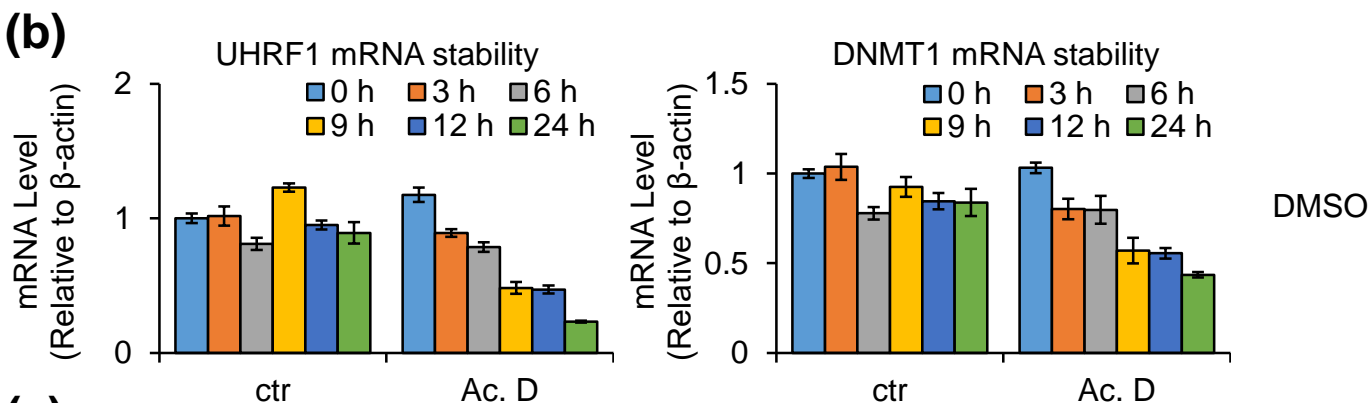 (b)
UHRF1 mRNA stability
0 h 3 h 6 h
9 h 12 h 24 h
mRNA Level
(Relative to β-actin)
2
1
0
ctr Ac. D
DNMT1 mRNA stability
0 h 3 h 6 h
9 h 12 h 24 h
mRNA Level
(Relative to β-actin)
1.5
1
0.5
0
ctr Ac. D
DMSO